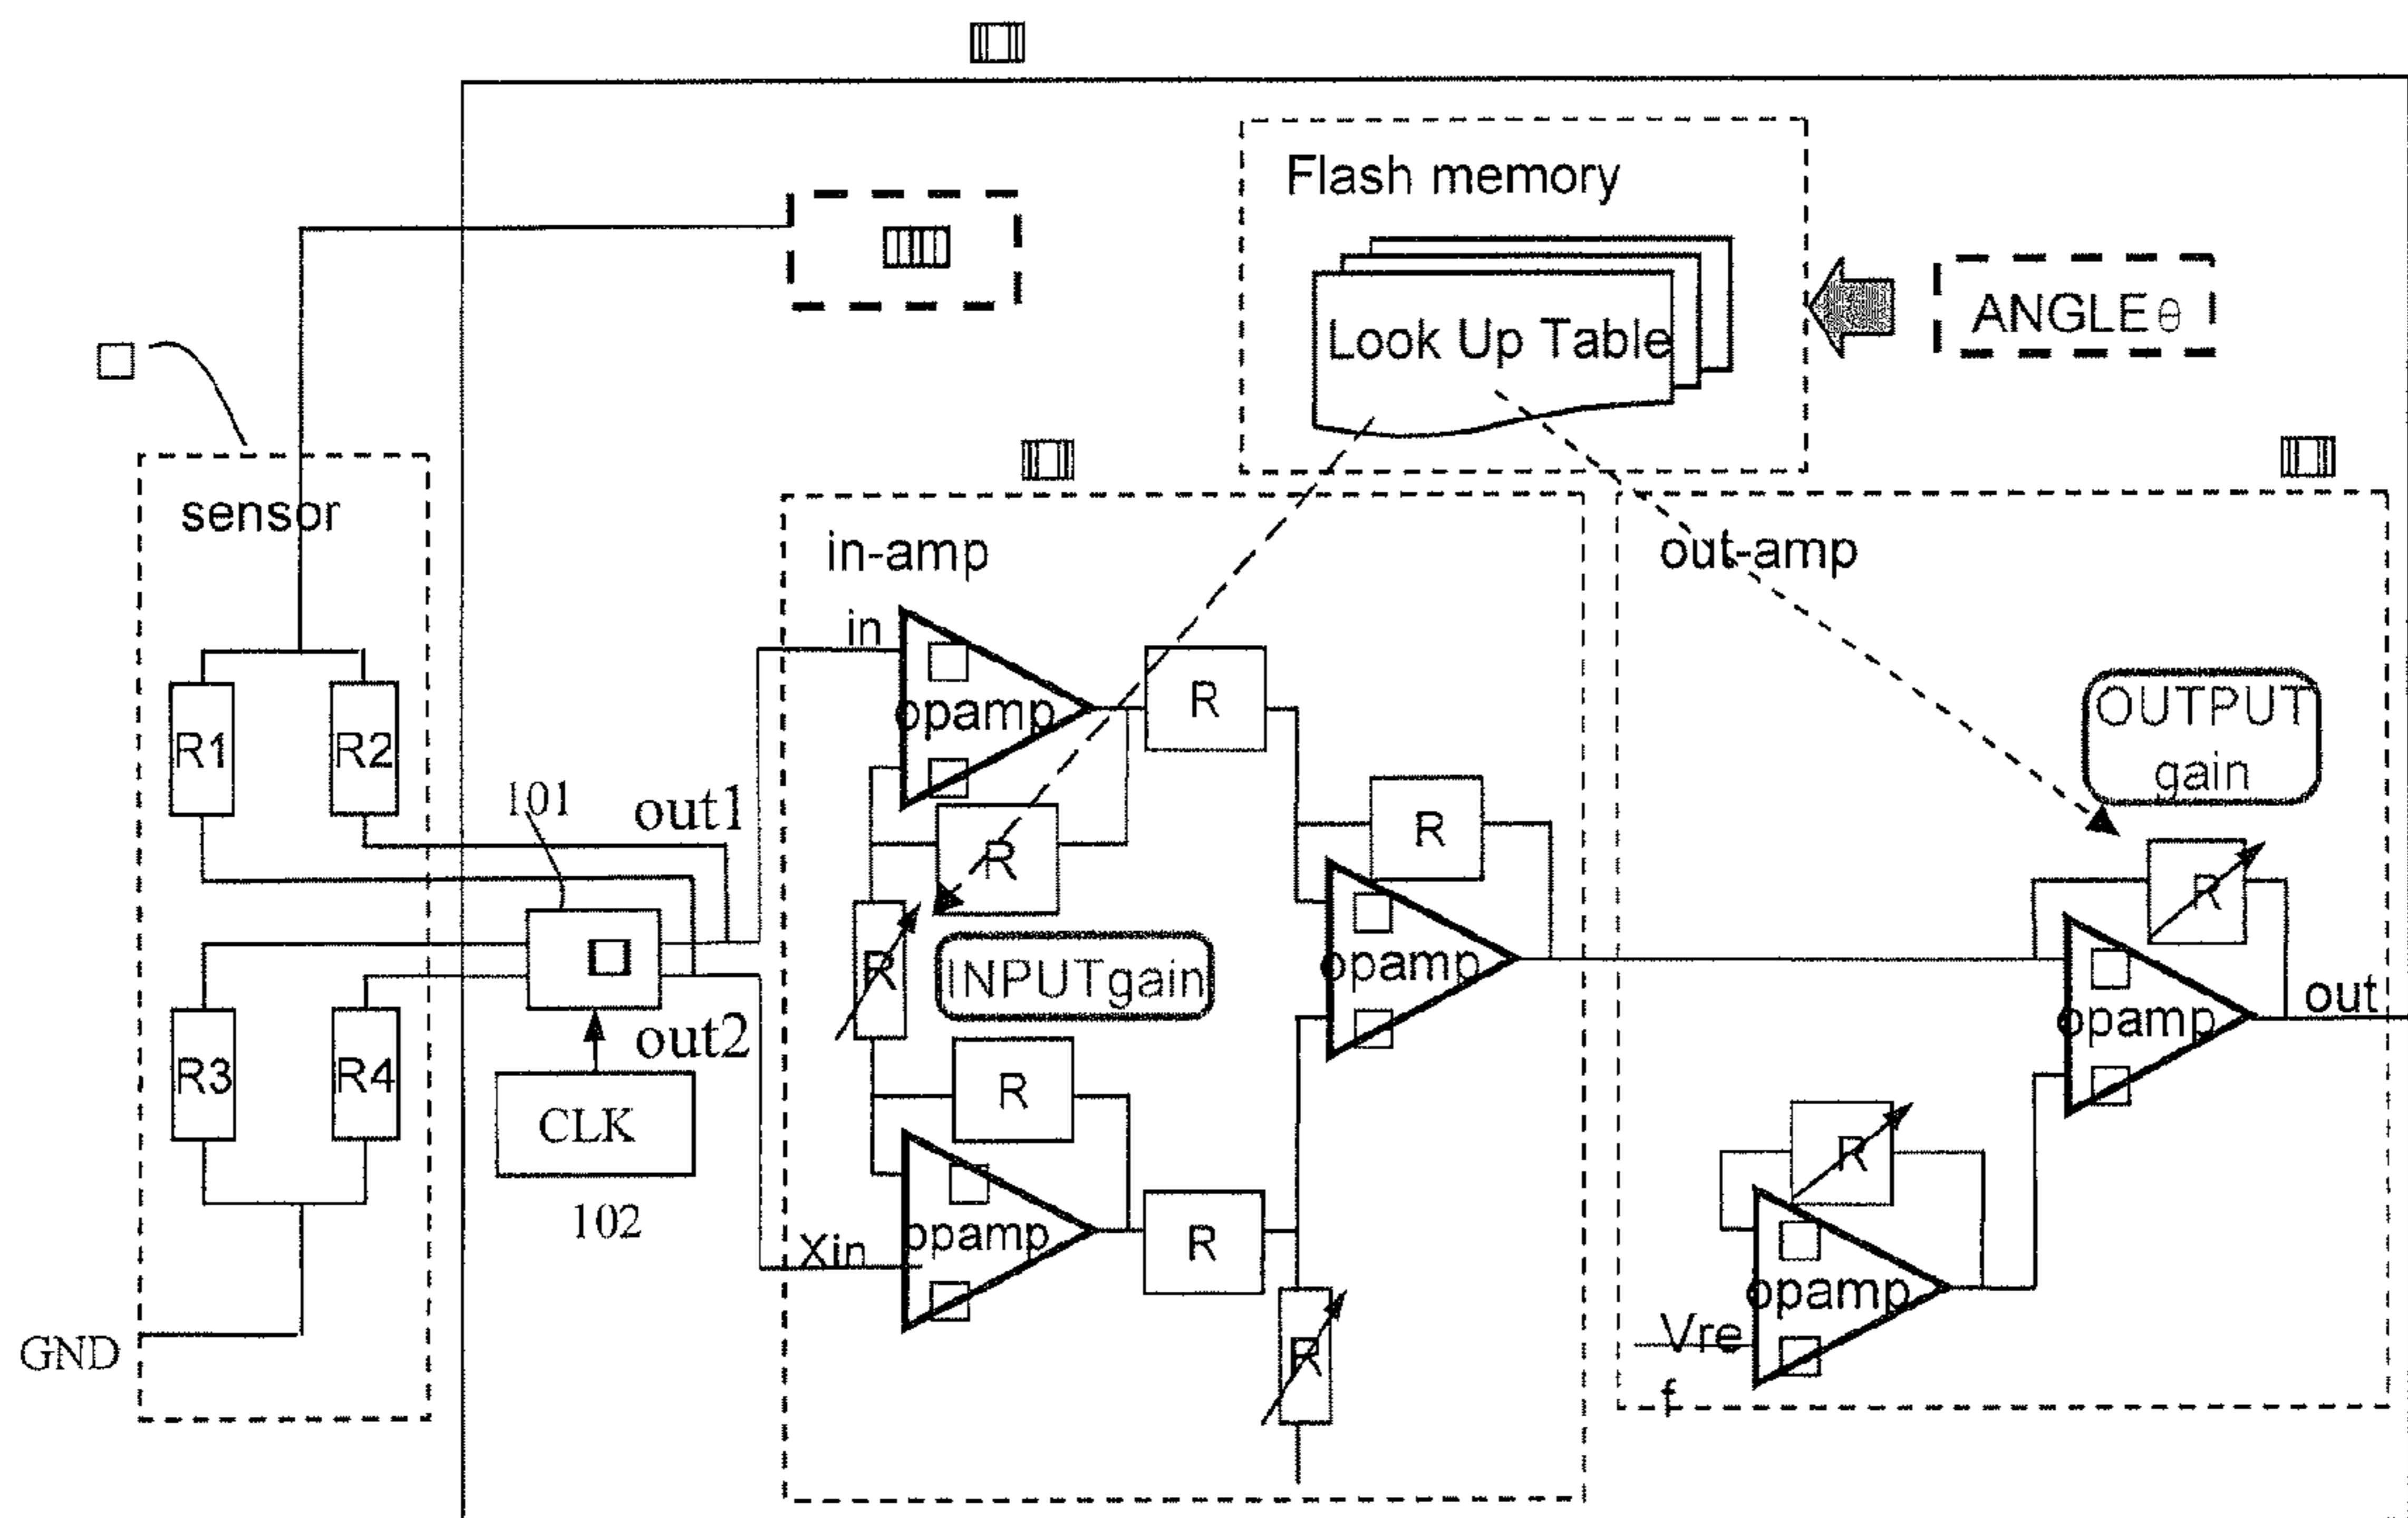 Flash memory
Look Up Table
ANGLE θ
sensor
in-amp
out-amp
in
opamp
R
OUTPUT
gain
R1
R2
101
out1
R
R
opamp
R
R
INPUTgain
opamp
out
out2
R3
R4
CLK
R
R
102
Xin
opamp
R
opamp
GND
R
Vre
f